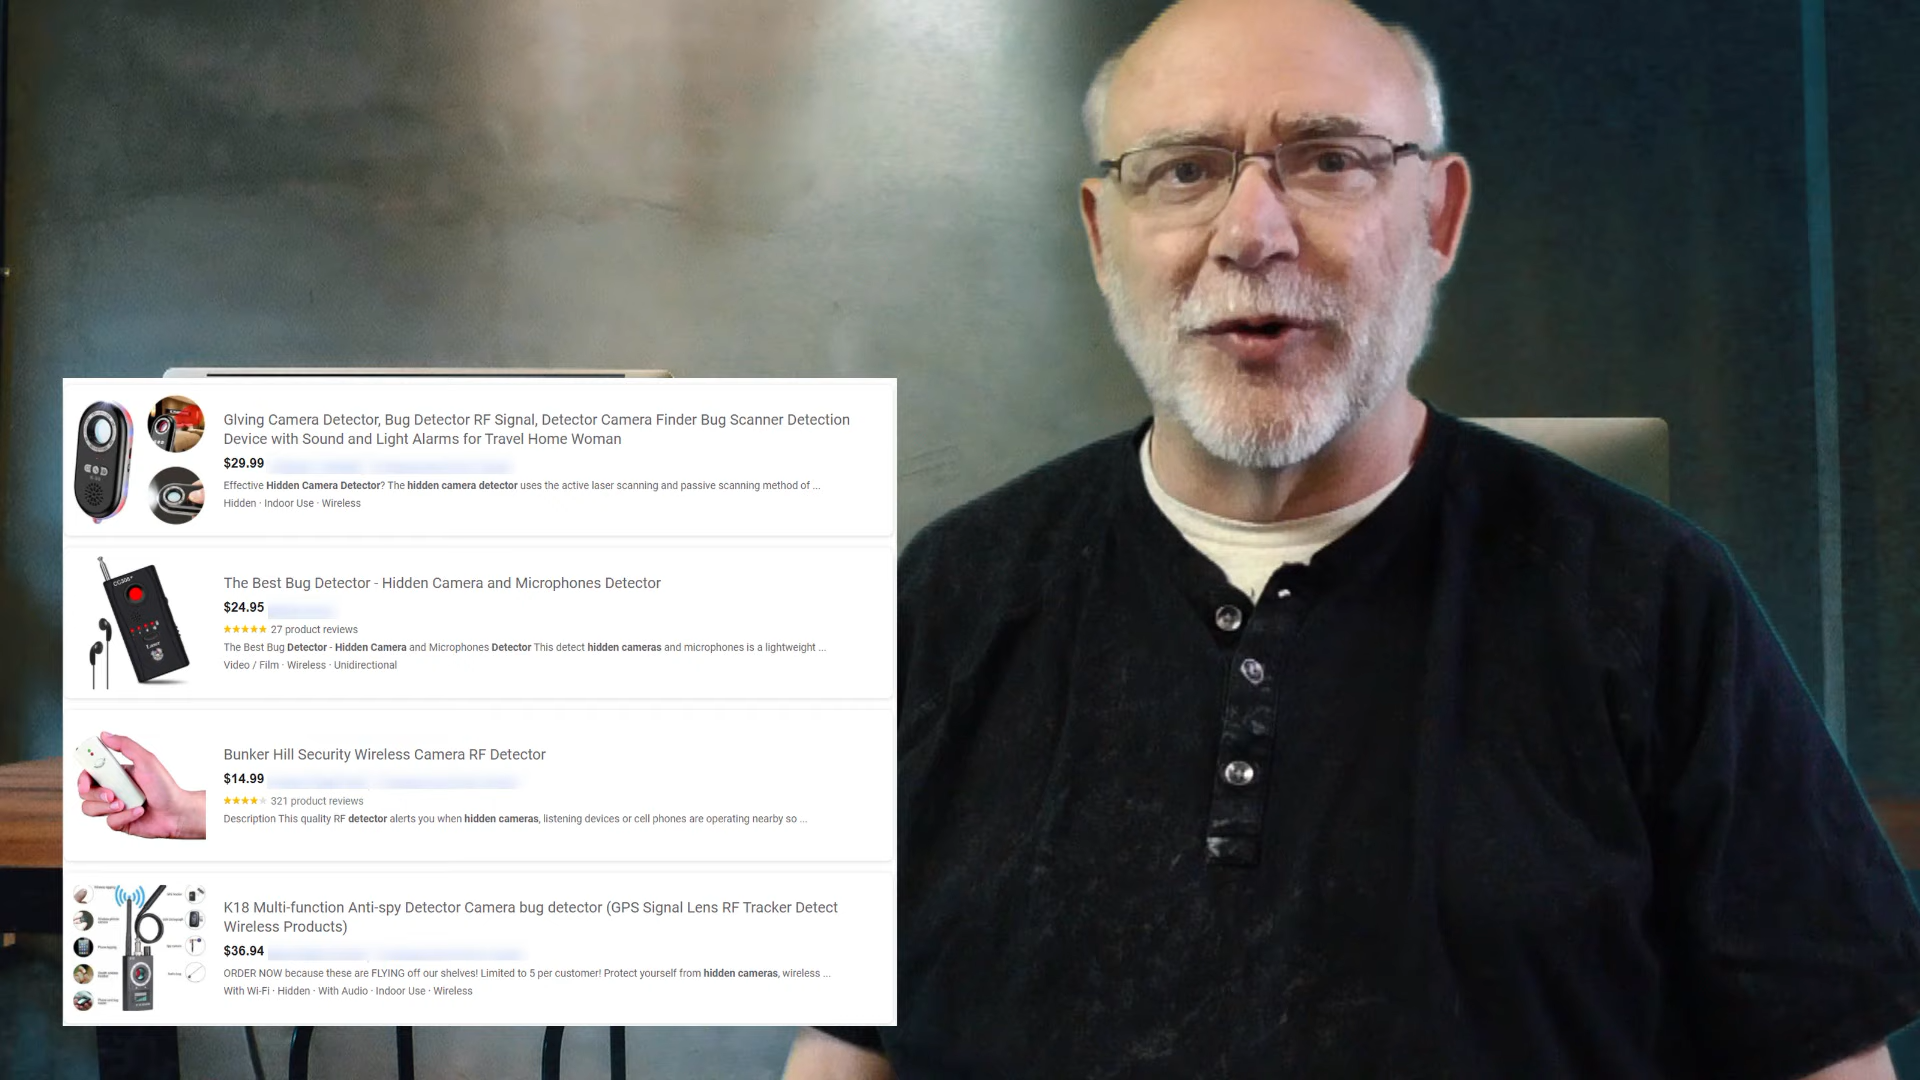 GIving Camera Detector, Bug Detector RF Signal, Detector Camera Finder Bug Scanner Detection
Device with Sound and Light Alarms for Travel Home Woman
$29.99
Effective Hidden Camera Detector? The hidden camera detector uses the active laser scanning and passive scanning method of ...
Hidden · Indoor Use · Wireless
CC308+
Laser
The Best Bug Detector - Hidden Camera and Microphones Detector
$24.95
27 product reviews
The Best Bug Detector - Hidden Camera and Microphones Detector This detect hidden cameras and microphones is a lightweight ...
Video / Film · Wireless · Unidirectional
Bunker Hill Security Wireless Camera RF Detector
$14.99
321 product reviews
Description This quality RF detector alerts you when hidden cameras, listening devices or cell phones are operating nearby so ...
K18 Multi-function Anti-spy Detector Camera bug detector (GPS Signal Lens RF Tracker Detect
Wireless Products)
$36.94
ORDER NOW because these are FLYING off our shelves! Limited to 5 per customer! Protect yourself from hidden cameras, wireless ...
With Wi-Fi · Hidden · With Audio · Indoor Use · Wireless